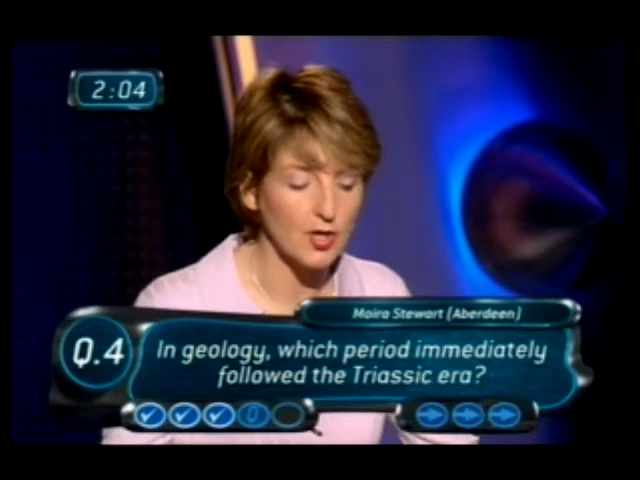 2:04
Moira Stewart (Aberdeen)
Q.4
In geology, which period immediately
followed the Triassic era?